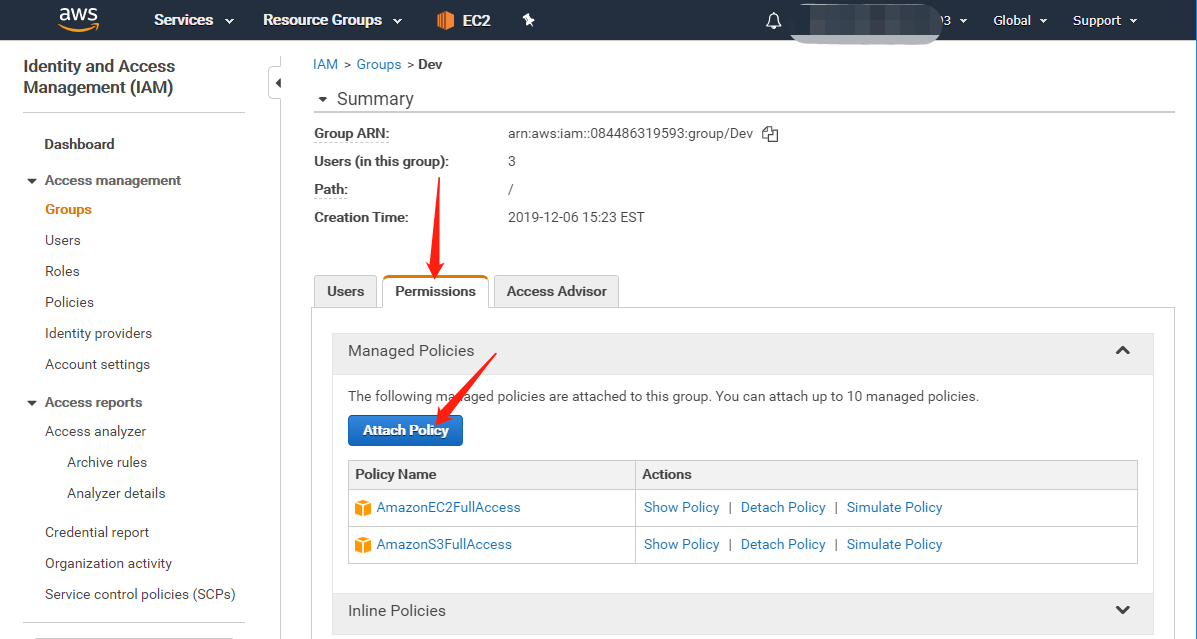 aws Services Resource Groups EC2 03 Global Support
Identity and Access
Management (IAM)
Dashboard
Access management
Groups
Users
Roles
Policies
Identity providers
Account settings
Access reports
Access analyzer
Archive rules
Analyzer details
Credential report
Organization activity
Service control policies (SCPs)
IAM > Groups > Dev
Summary
Group ARN: arn:aws:iam::084486319593:group/Dev
Users (in this group): 3
Path: /
Creation Time: 2019-12-06 15:23 EST
Users Permissions Access Advisor
Managed Policies
The following managed policies are attached to this group. You can attach up to 10 managed policies.
Attach Policy
Policy Name Actions
AmazonEC2FullAccess Show Policy | Detach Policy | Simulate Policy
AmazonS3FullAccess Show Policy | Detach Policy | Simulate Policy
Inline Policies